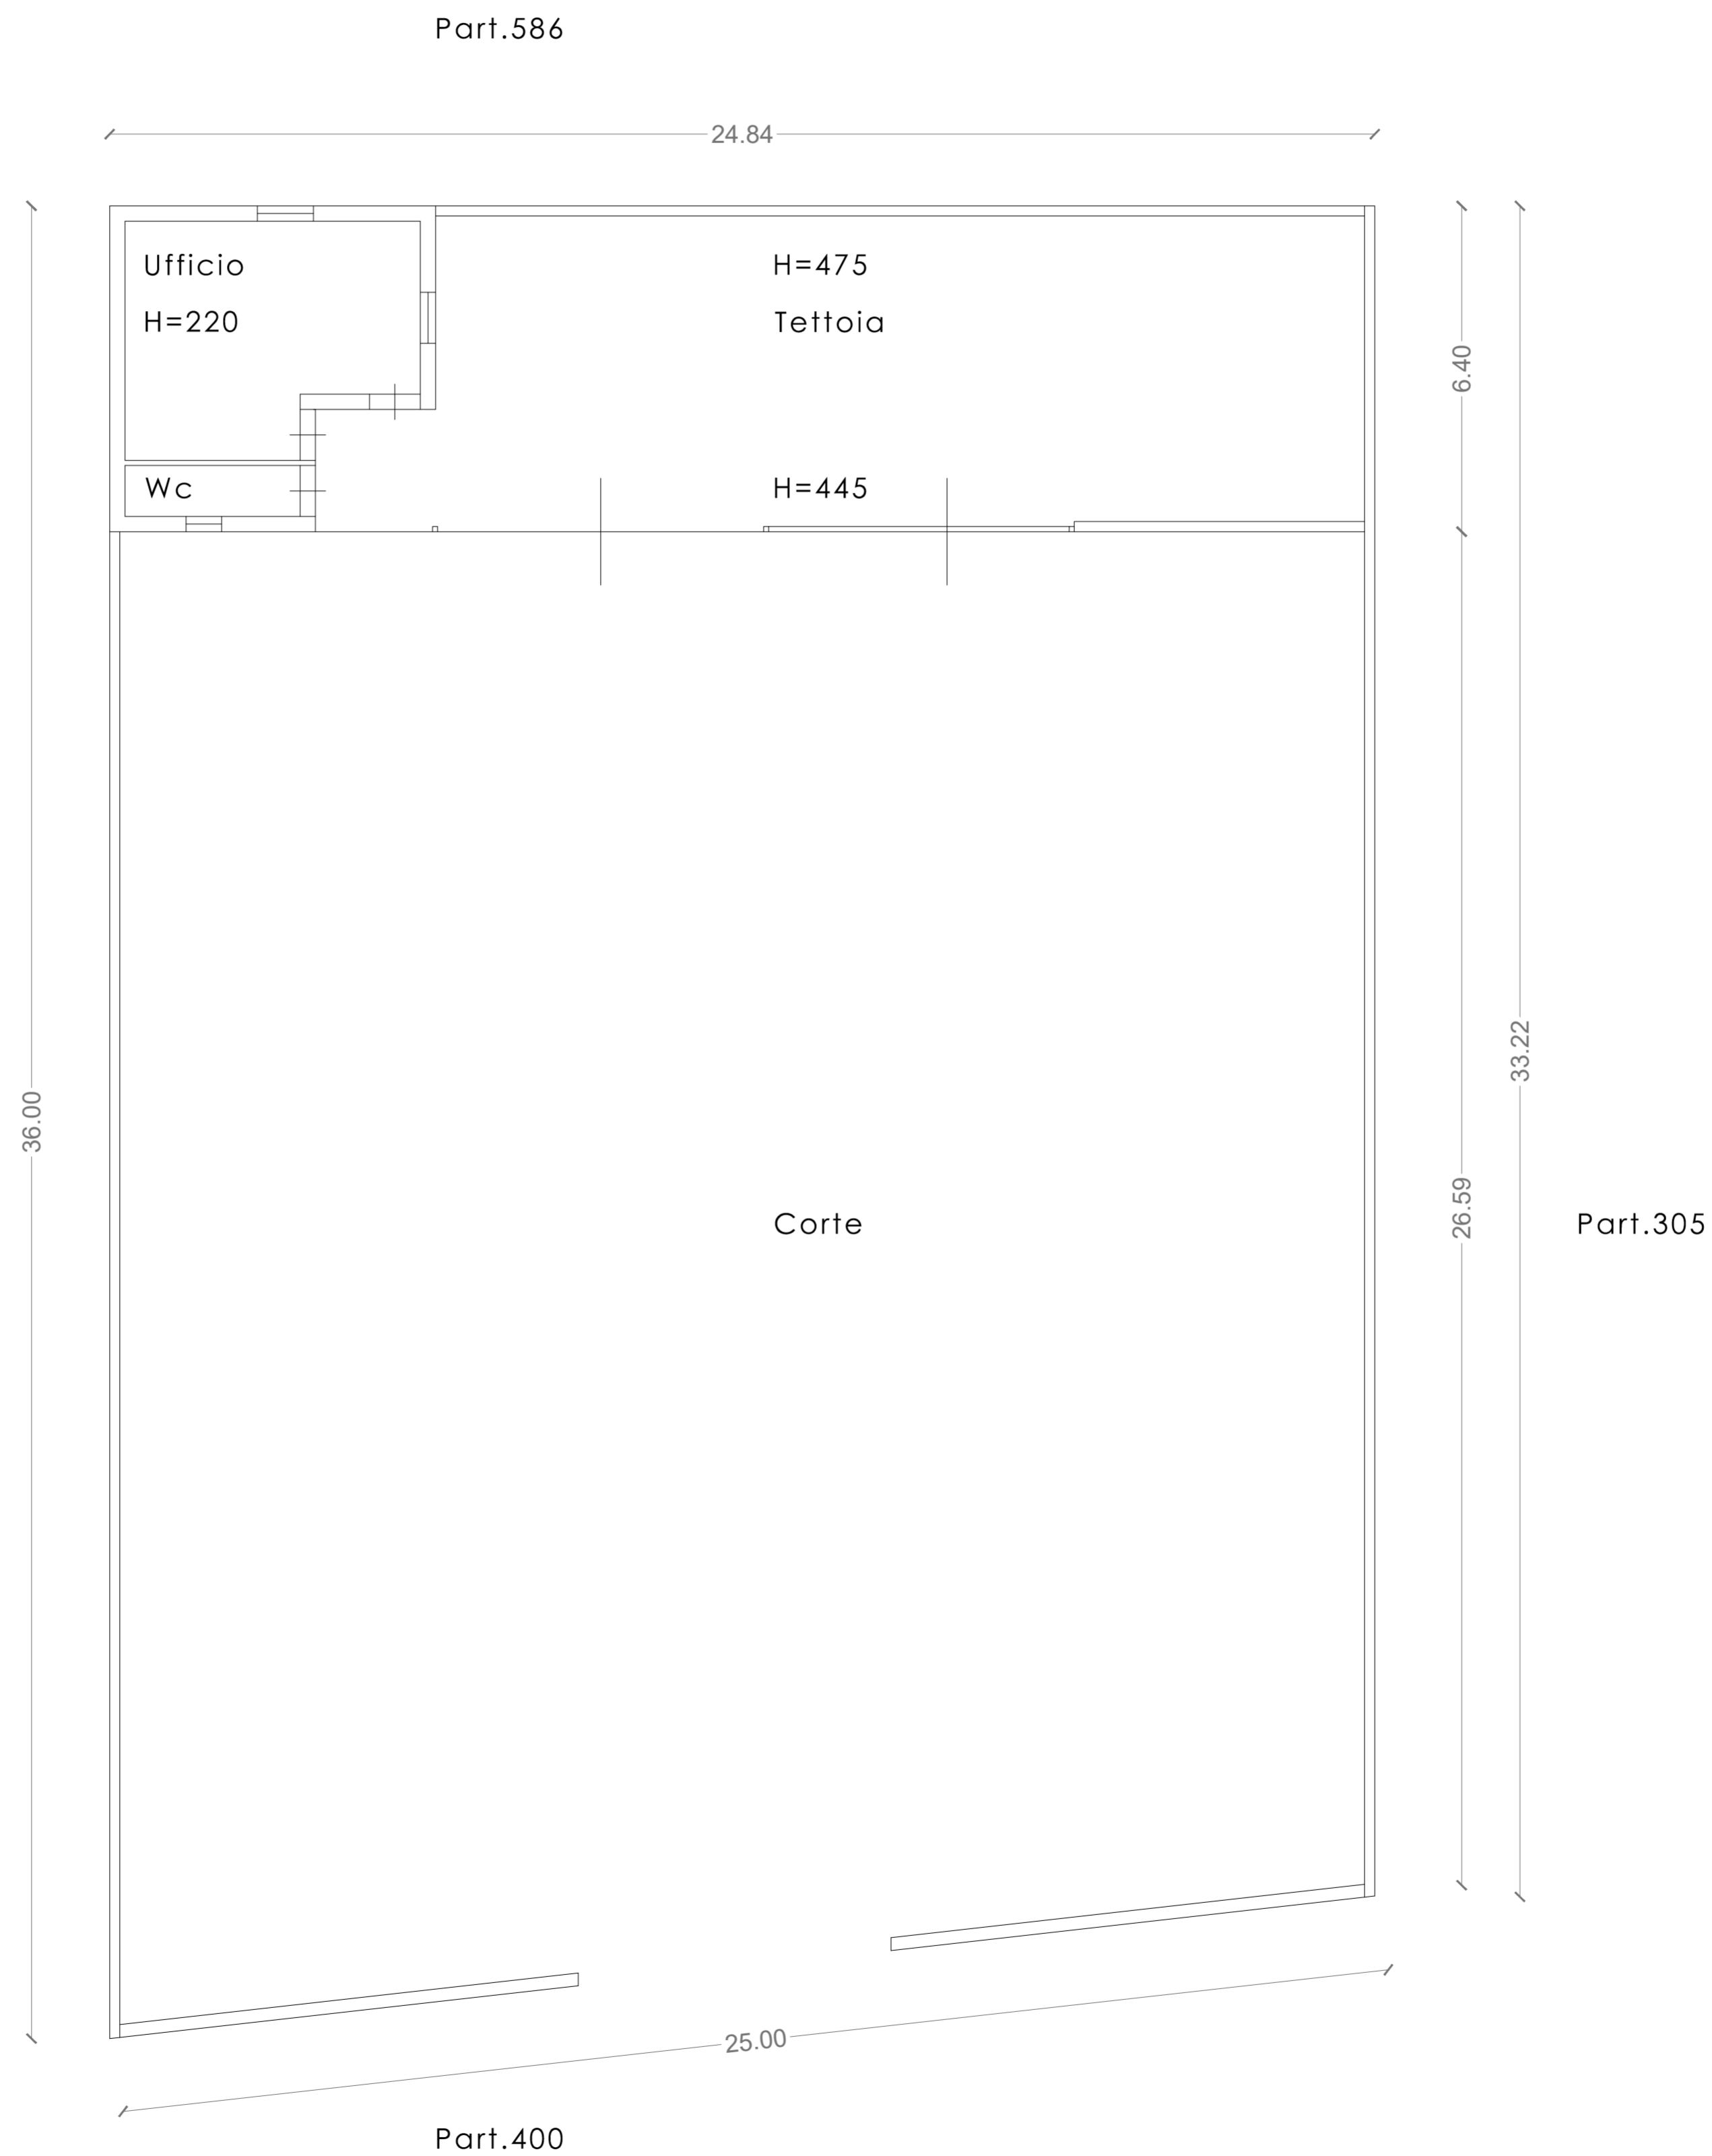 Part.586
24.84
Ufficio
H=220
H=475
Tettoia
6.40
Wc
H=445
36.00
33.22
26.59
Corte
Part.305
25.00
Part.400